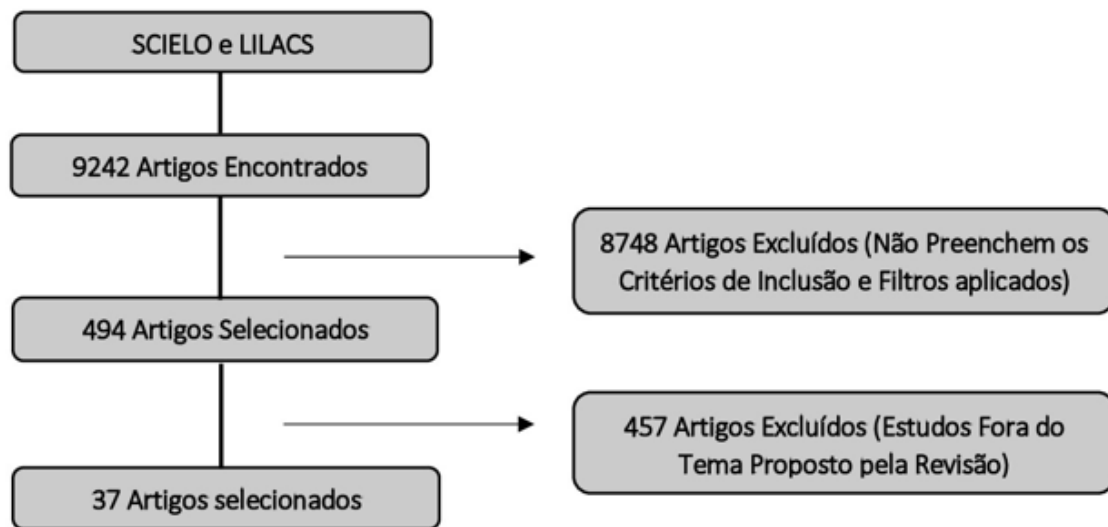 SCIELO e LILACS
9242 Artigos Encontrados
8748 Artigos Excluídos (Não Preenchem os
Critérios de Inclusão e Filtros aplicados)
494 Artigos Selecionados
457 Artigos Excluídos (Estudos Fora do
Tema Proposto pela Revisão)
37 Artigos selecionados